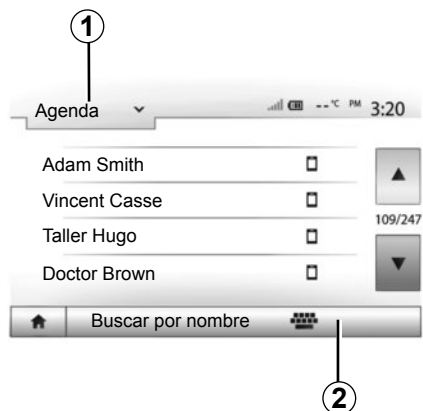 1
Agenda --°C PM 3:20
Adam Smith
Vincent Casse
109/247
Taller Hugo
Doctor Brown
Buscar por nombre
2